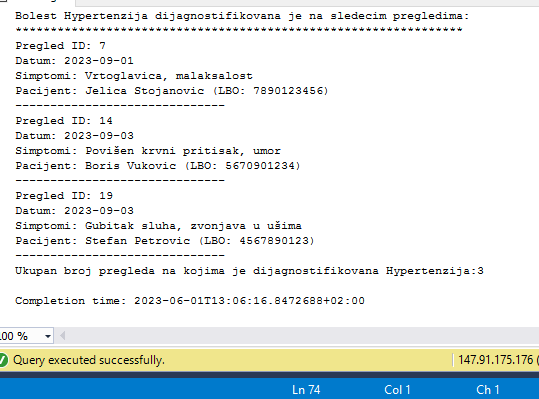 Bolest Hypertenzija dijagnostifikovana je na sledecim pregledima:
*****************************************************************
Pregled ID: 7
Datum: 2023-09-01
Simptomi: Vrtoglavica, malaksalost
Pacijent: Jelica Stojanovic (LBO: 7890123456)
------------------------------
Pregled ID: 14
Datum: 2023-09-03
Simptomi: Povišen krvni pritisak, umor
Pacijent: Boris Vukovic (LBO: 5670901234)
------------------------------
Pregled ID: 19
Datum: 2023-09-03
Simptomi: Gubitak sluha, zvonjava u ušima
Pacijent: Stefan Petrovic (LBO: 4567890123)
------------------------------
Ukupan broj pregleda na kojima je dijagnostifikovana Hypertenzija:3
Completion time: 2023-06-01T13:06:16.8472688+02:00
00 %
Query executed successfully. 147.91.175.176 (
Ln 74 Col 1 Ch 1